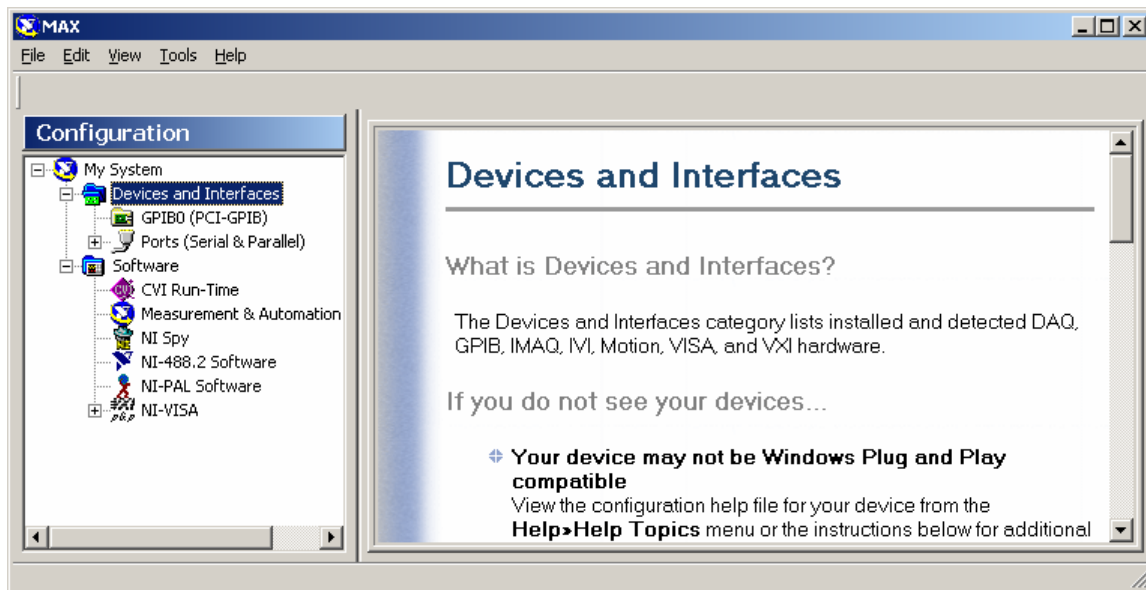 MAX
File Edit View Tools Help
Configuration
My System
Devices and Interfaces
GPIB0 (PCI-GPIB)
Ports (Serial & Parallel)
Software
CVI Run-Time
Measurement & Automation
NI Spy
NI-488.2 Software
NI-PAL Software
NI-VISA
Devices and Interfaces
What is Devices and Interfaces?
The Devices and Interfaces category lists installed and detected DAQ,
GPIB, IMAQ, IVI, Motion, VISA, and VXI hardware.
If you do not see your devices...
Your device may not be Windows Plug and Play
compatible
View the configuration help file for your device from the
Help»Help Topics menu or the instructions below for additional